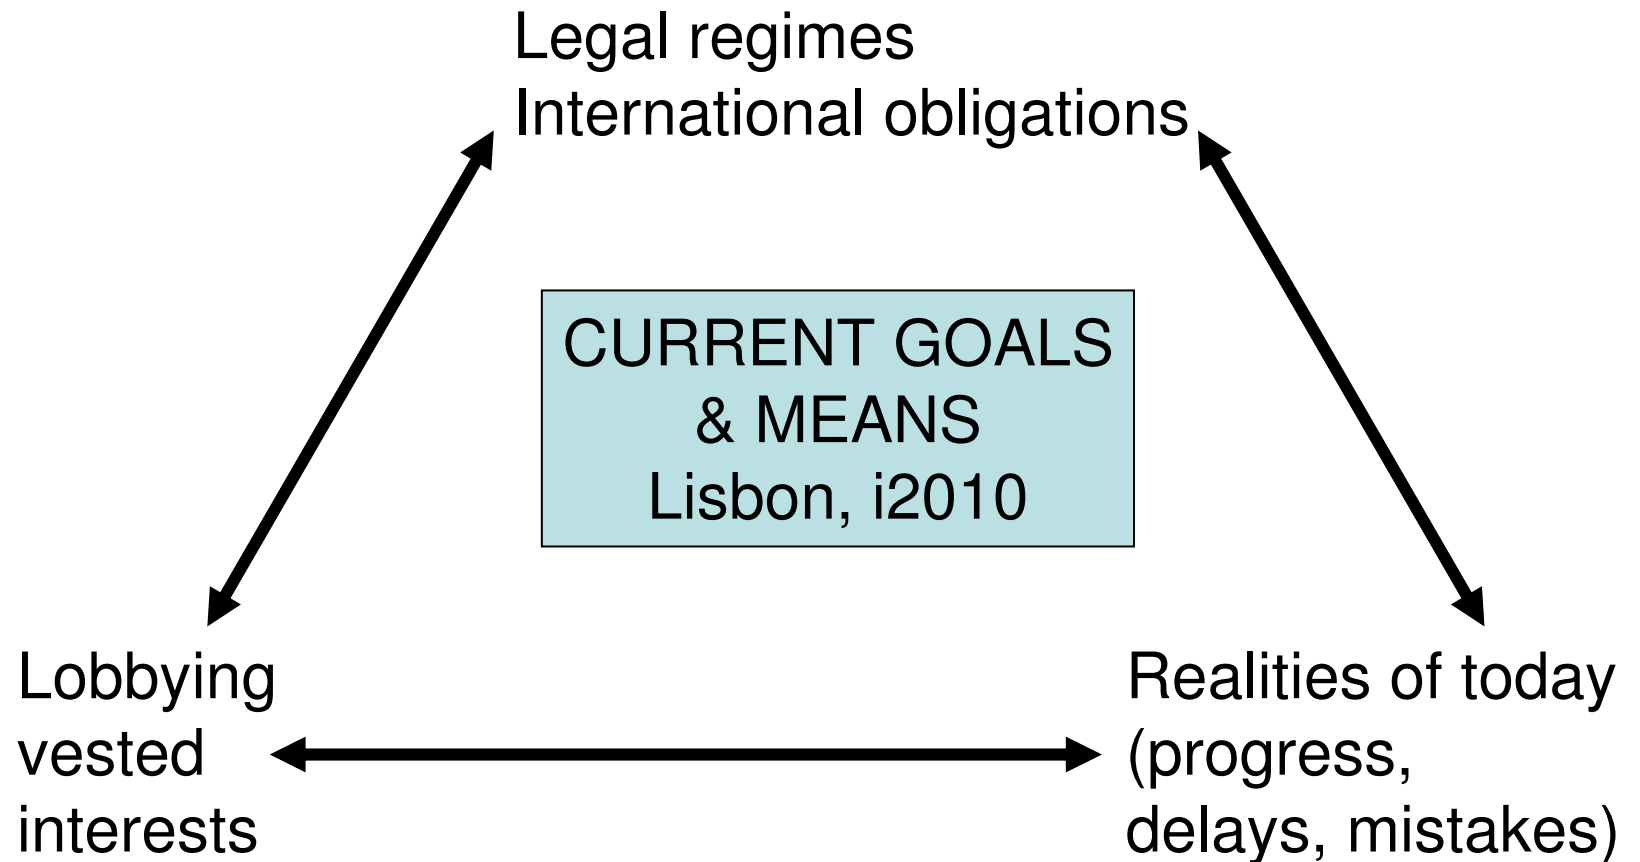 Legal regimes
International obligations
CURRENT GOALS
& MEANS
Lisbon, i2010
Lobbying
vested
interests
Realities of today
(progress,
delays, mistakes)